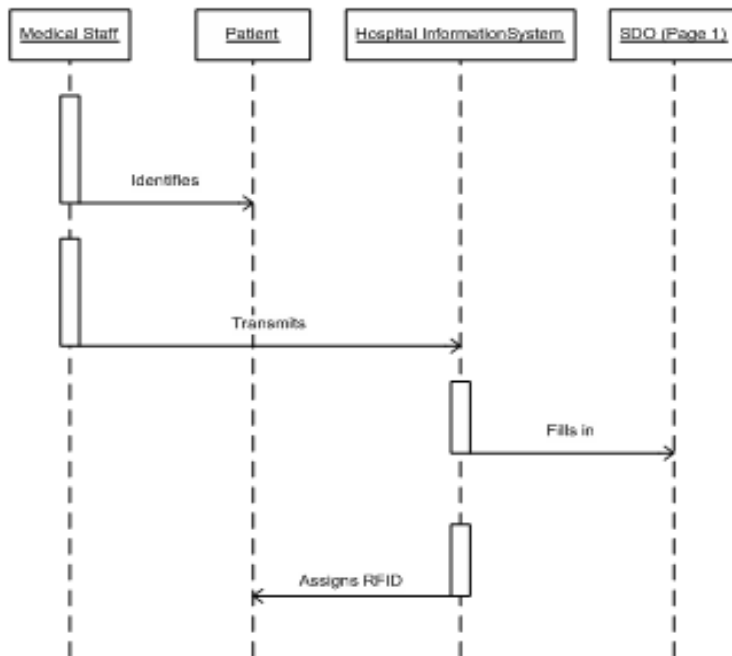 Medical Staff
Patient
Hospital InformationSystem
SDO (Page 1)
Identifies
Transmits
Fills in
Assigns RFID